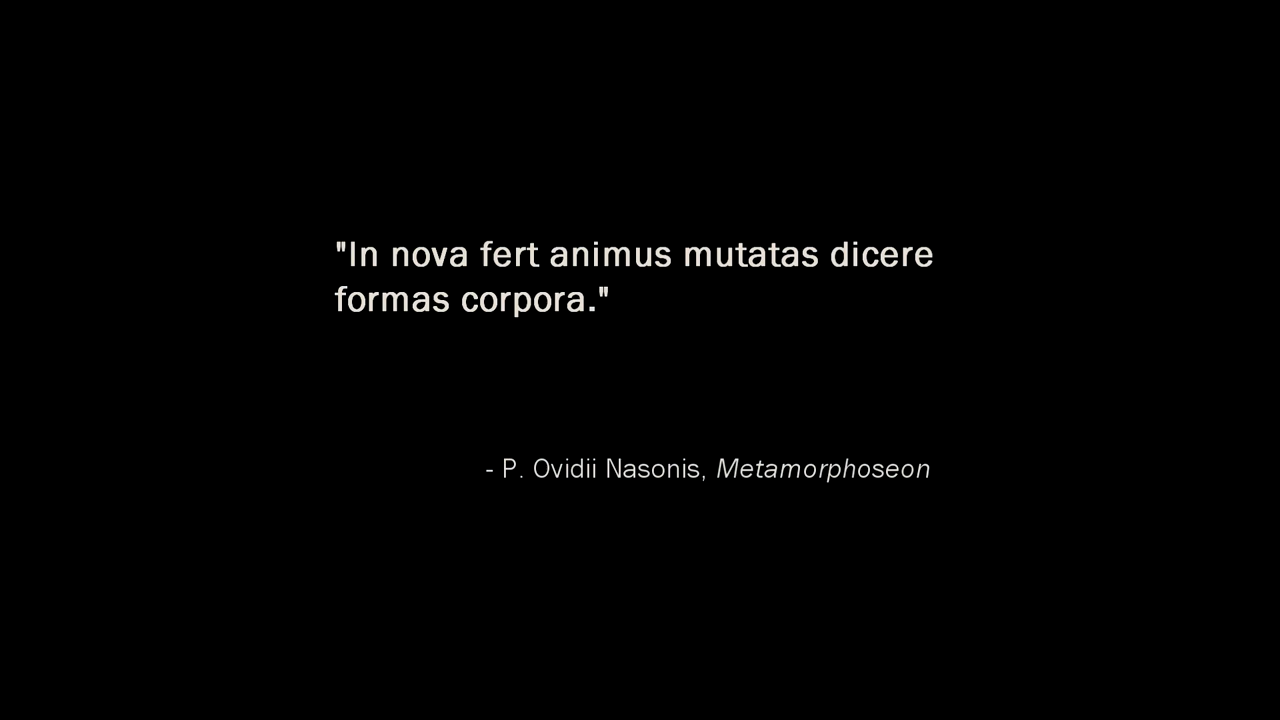 "In nova fert animus mutatas dicere
formas corpora."
- P. Ovidii Nasonis, Metamorphoseon